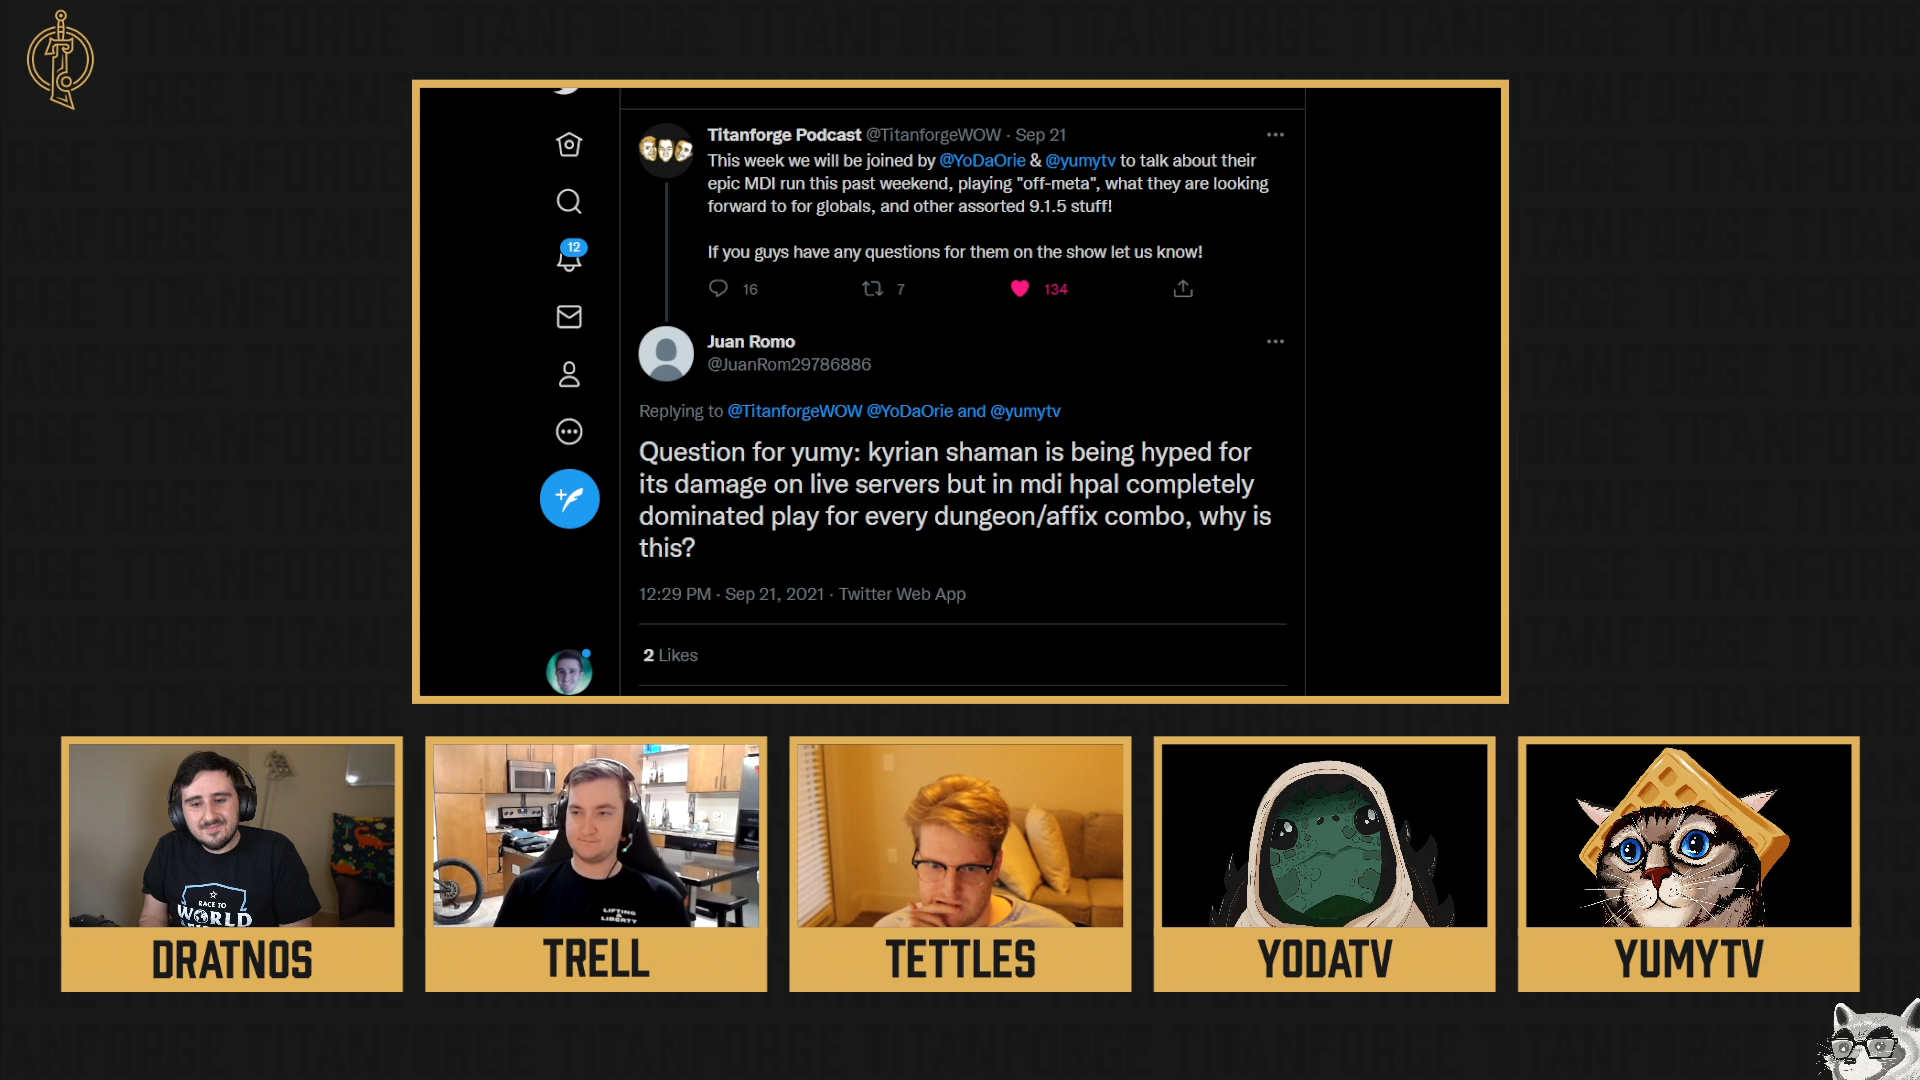 Titanforge Podcast @TitanforgeWOW · Sep 21
This week we will be joined by @YoDaOrie & @yumytv to talk about their
epic MDI run this past weekend, playing "off-meta", what they are looking
forward to for globals, and other assorted 9.1.5 stuff!
If you guys have any questions for them on the show let us know!
16 7 134
12
Juan Romo
@JuanRom29786886
Replying to @TitanforgeWOW @YoDaOrie and @yumytv
Question for yumy: kyrian shaman is being hyped for
its damage on live servers but in mdi hpal completely
dominated play for every dungeon/affix combo, why is
this?
12:29 PM · Sep 21, 2021 · Twitter Web App
2 Likes
RACE TO
WORLD
LIFTING
&
LIBERTY
DRATNOS
TRELL
TETTLES
YODATV
YUMYTV